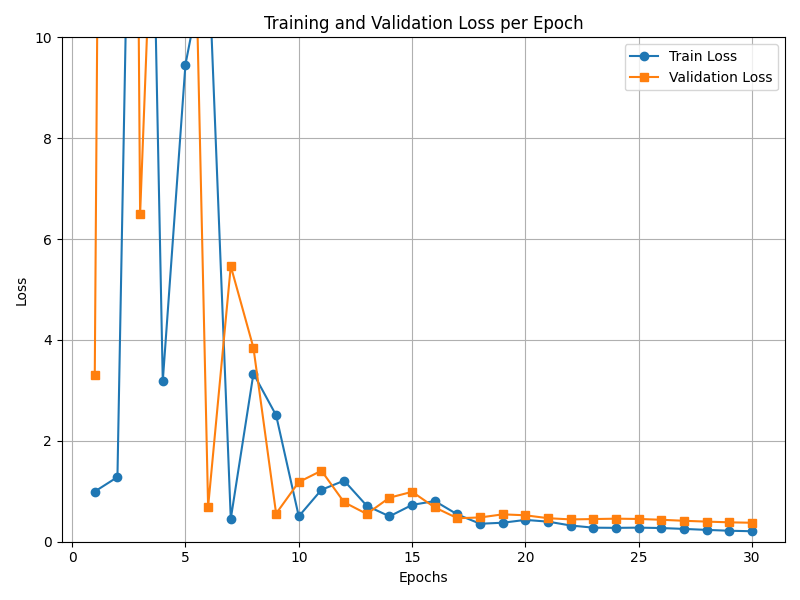 Training and Validation Loss per Epoch
Train Loss
Validation Loss
Loss
10
8
6
4
2
0
0 5 10 15 20 25 30
Epochs